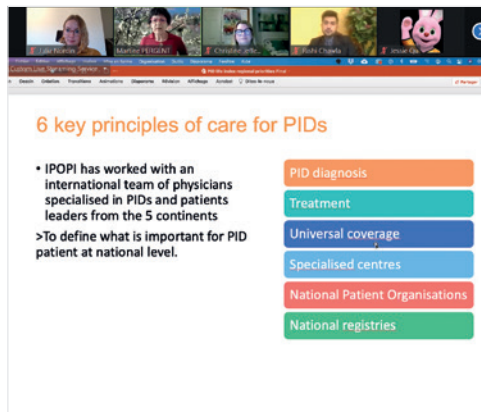 Martine PERGENT
Rishi Chawla
6 key principles of care for PIDs
• IPOPI has worked with an
international team of physicians
specialised in PIDs and patients
leaders from the 5 continents
>To define what is important for PID
patient at national level.
PID diagnosis
Treatment
Universal coverage
Specialised centres
National Patient Organisations
National registries